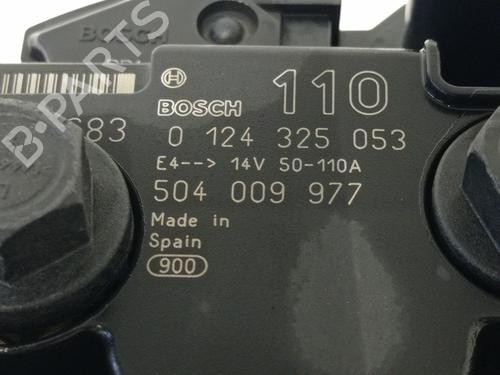 BOSCH
B-PARTS
BOSCH 110
683 0 124 325 053
E4--> 14V 50-110A
504 009 977
Made in
Spain
900